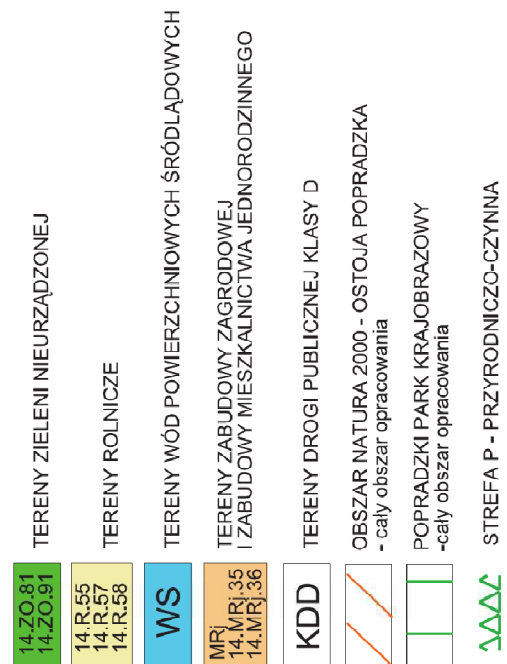 14.ZO.81
14.ZO.91
TERENY ZIELENI NIEURZĄDZONEJ
14.R.55
14.R.57
14.R.58
TERENY ROLNICZE
WS
TERENY WÓD POWIERZCHNIOWYCH ŚRÓDLĄDOWYCH
MRj
14.MRj.35
14.MRj.36
TERENY ZABUDOWY ZAGRODOWEJ
I ZABUDOWY MIESZKALNICTWA JEDNORODZINNEGO
KDD
TERENY DROGI PUBLICZNEJ KLASY D
OBSZAR NATURA 2000 - OSTOJA POPRADZKA
- cały obszar opracowania
POPRADZKI PARK KRAJOBRAZOWY
-cały obszar opracowania
STREFA P - PRZYRODNICZO-CZYNNA